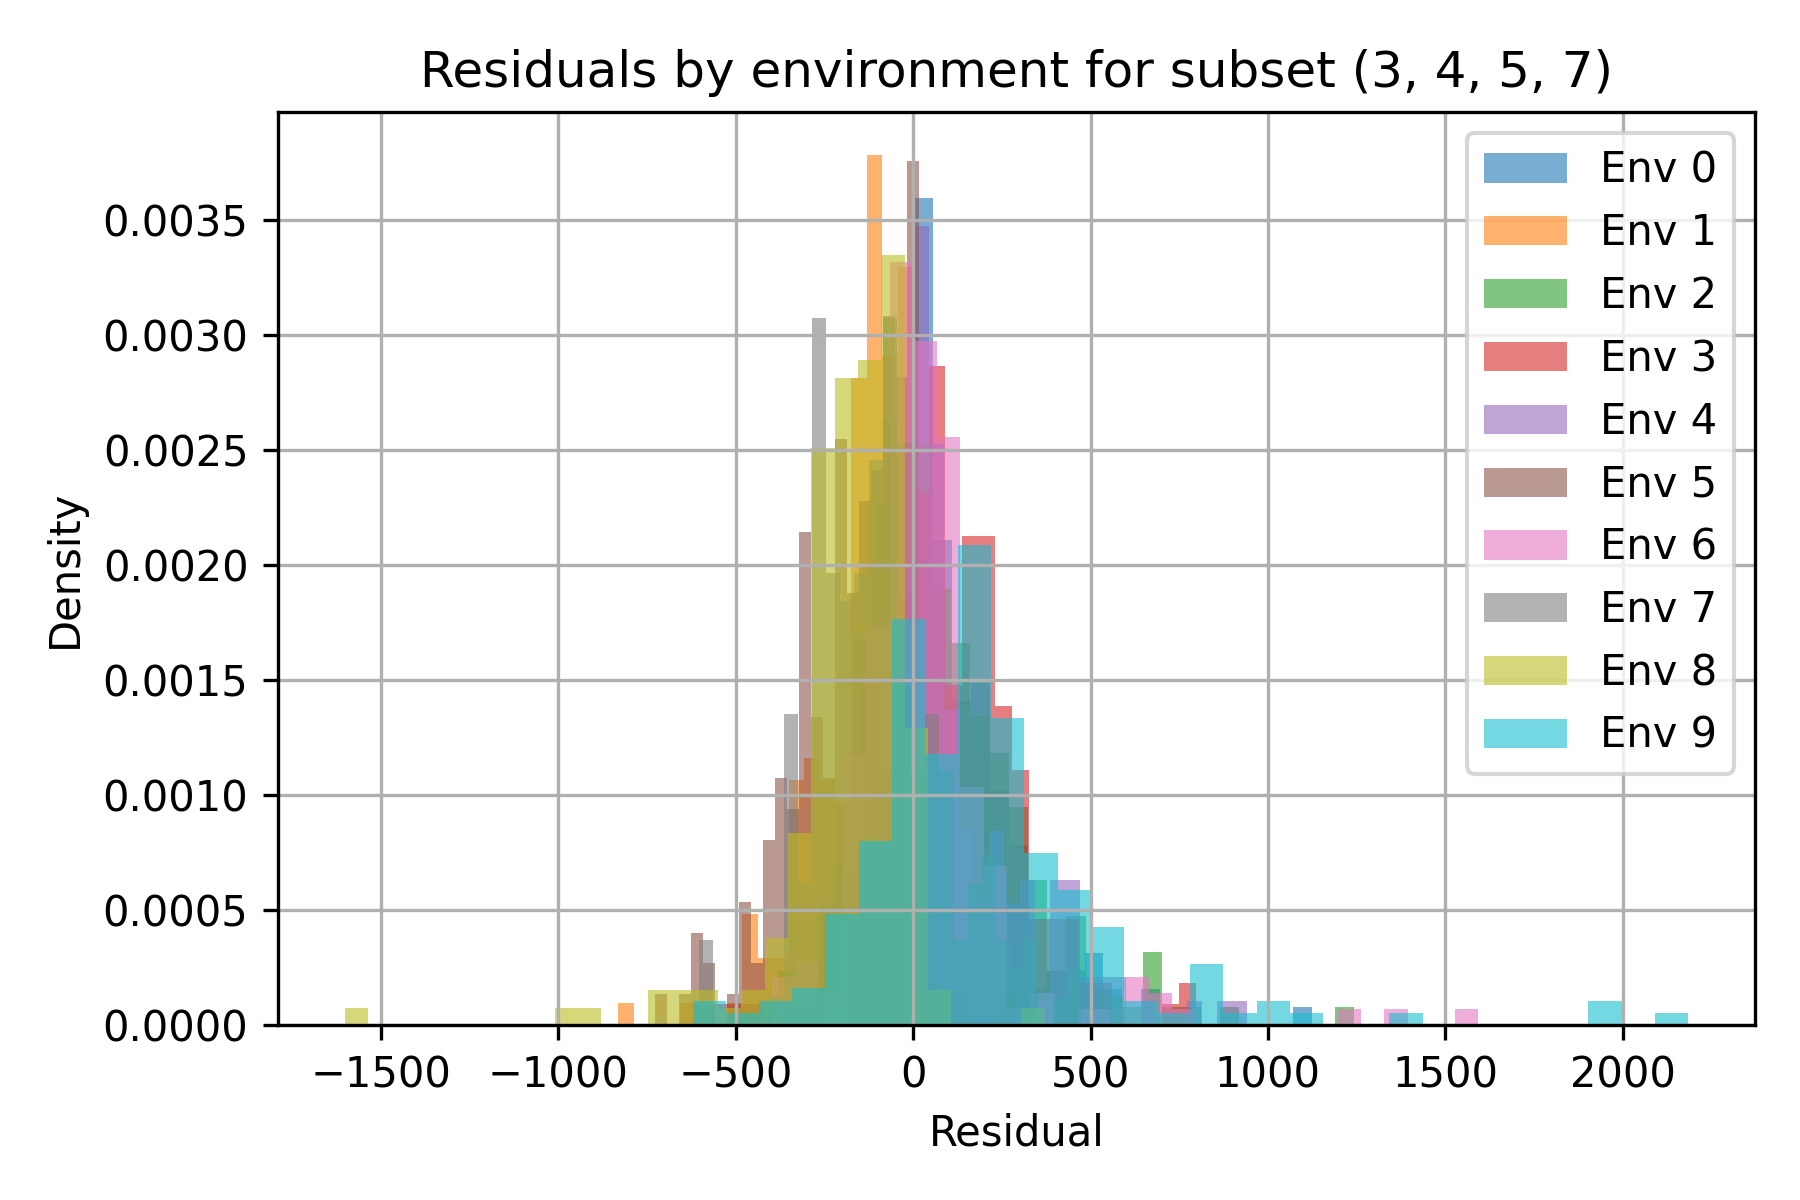 Residuals by environment for subset (3, 4, 5, 7)
Density
0.0035
0.0030
0.0025
0.0020
0.0015
0.0010
0.0005
0.0000
−1500 −1000 −500 0 500 1000 1500 2000
Residual
Env 0
Env 1
Env 2
Env 3
Env 4
Env 5
Env 6
Env 7
Env 8
Env 9